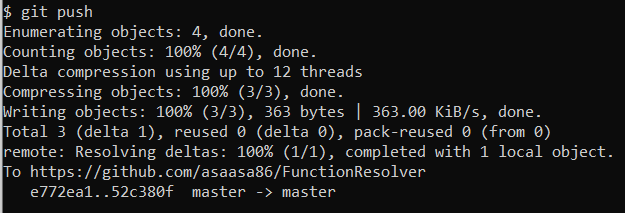 $ git push
Enumerating objects: 4, done.
Counting objects: 100% (4/4), done.
Delta compression using up to 12 threads
Compressing objects: 100% (3/3), done.
Writing objects: 100% (3/3), 363 bytes | 363.00 KiB/s, done.
Total 3 (delta 1), reused 0 (delta 0), pack-reused 0 (from 0)
remote: Resolving deltas: 100% (1/1), completed with 1 local object.
To https://github.com/asaasa86/FunctionResolver
   e772ea1..52c380f  master -> master